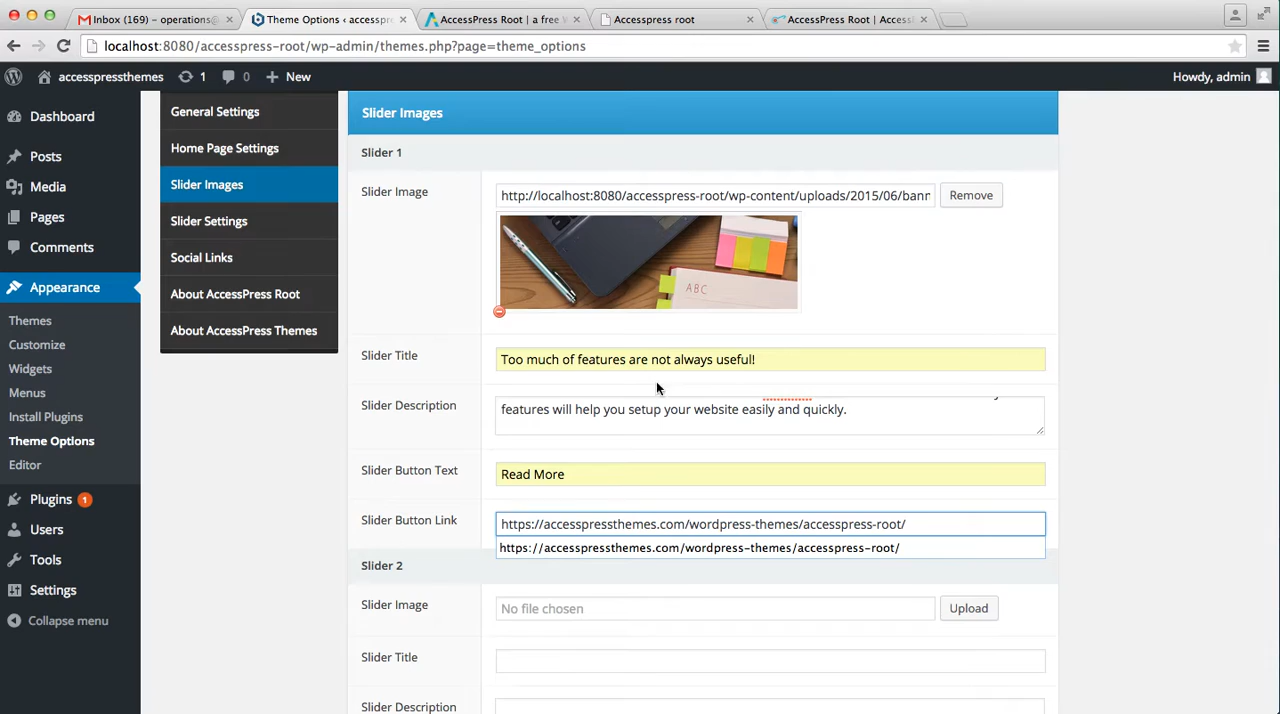 Inbox (169) – operations@
Theme Options ‹ accesspr
AccessPress Root | a free W
Accesspress root
AccessPress Root | Access
localhost:8080/accesspress-root/wp-admin/themes.php?page=theme_options
accesspressthemes
1
0
New
Howdy, admin
Dashboard
Posts
Media
Pages
Comments
Appearance
Themes
Customize
Widgets
Menus
Install Plugins
Theme Options
Editor
Plugins 1
Users
Tools
Settings
Collapse menu
General Settings
Home Page Settings
Slider Images
Slider Settings
Social Links
About AccessPress Root
About AccessPress Themes
Slider Images
Slider 1
Slider Image
http://localhost:8080/accesspress-root/wp-content/uploads/2015/06/bann
Remove
ABC
Slider Title
Too much of features are not always useful!
Slider Description
features will help you setup your website easily and quickly.
Slider Button Text
Read More
Slider Button Link
https://accesspressthemes.com/wordpress-themes/accesspress-root/
https://accesspressthemes.com/wordpress-themes/accesspress-root/
Slider 2
Slider Image
No file chosen
Upload
Slider Title
Slider Description